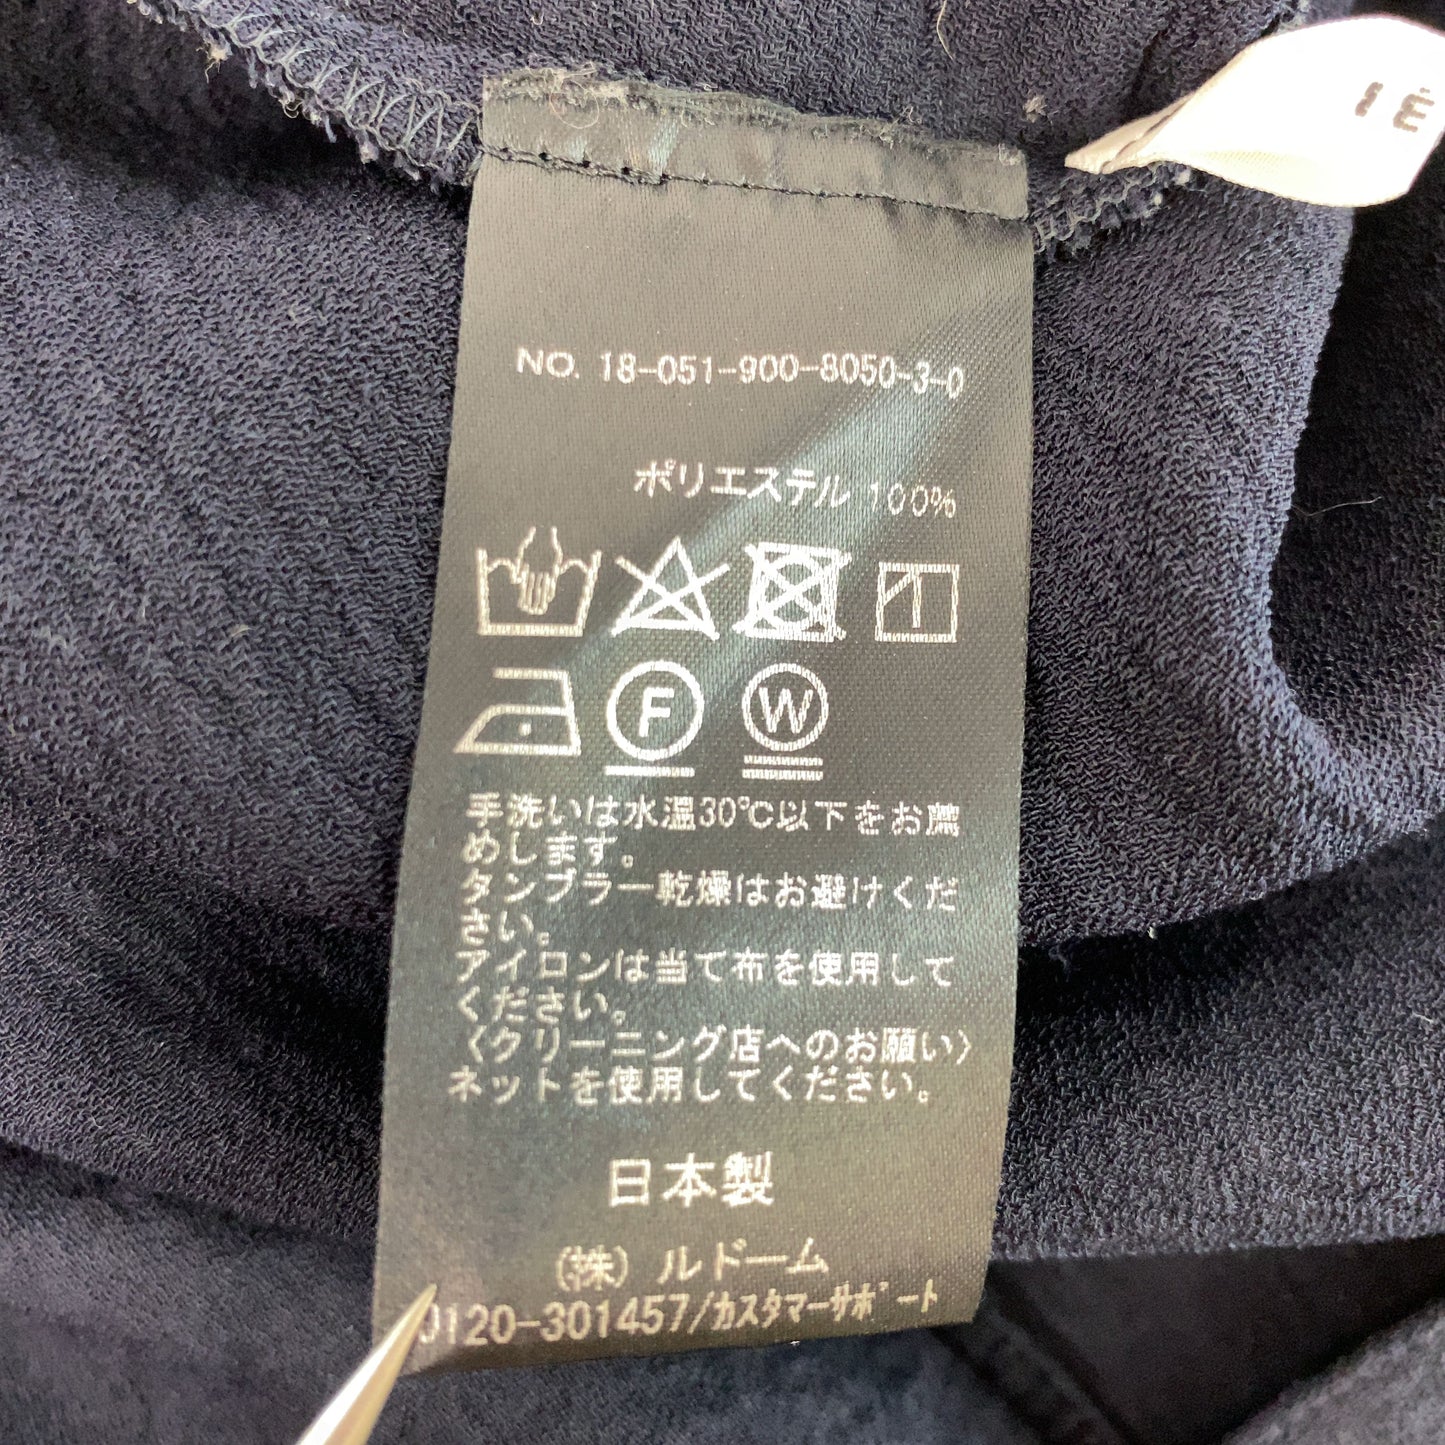 IÉ
NO. 18-051-900-8050-3-0
ポリエステル 100%
F W
手洗いは水温30℃以下をお薦
めします。
タンブラー乾燥はお避けくだ
さい。
アイロンは当て布を使用して
ください。
〈クリーニング店へのお願い〉
ネットを使用してください。
日本製
(株) ルドーム
0120-301457/カスタマーサポート